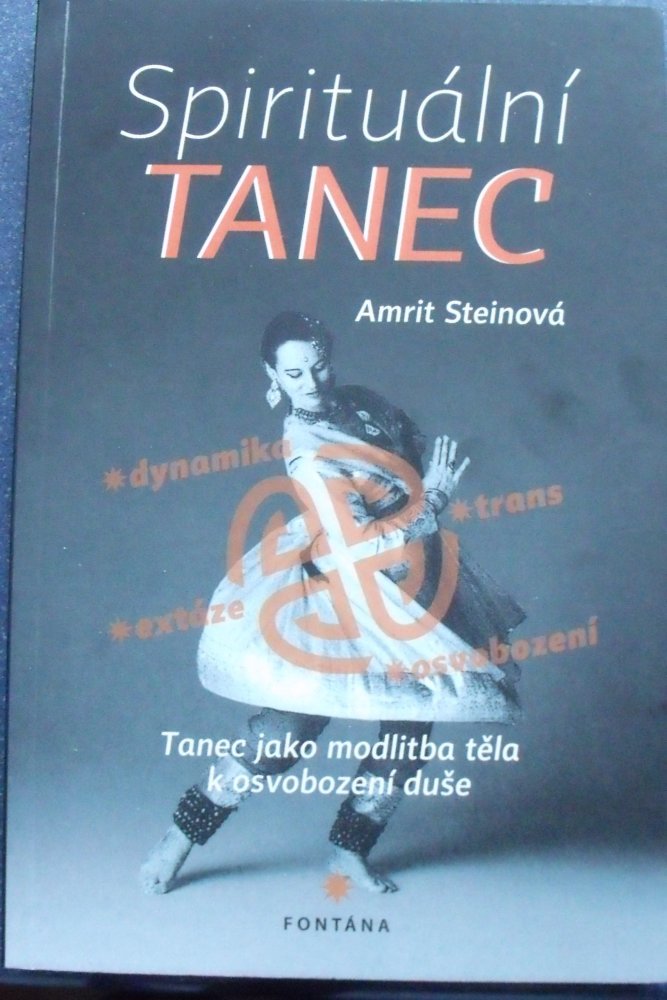 Spirituální
TANEC
Amrit Steinová
*dynamika
*trans
*extáze
*osvobození
Tanec jako modlitba těla
k osvobození duše
FONTÁNA